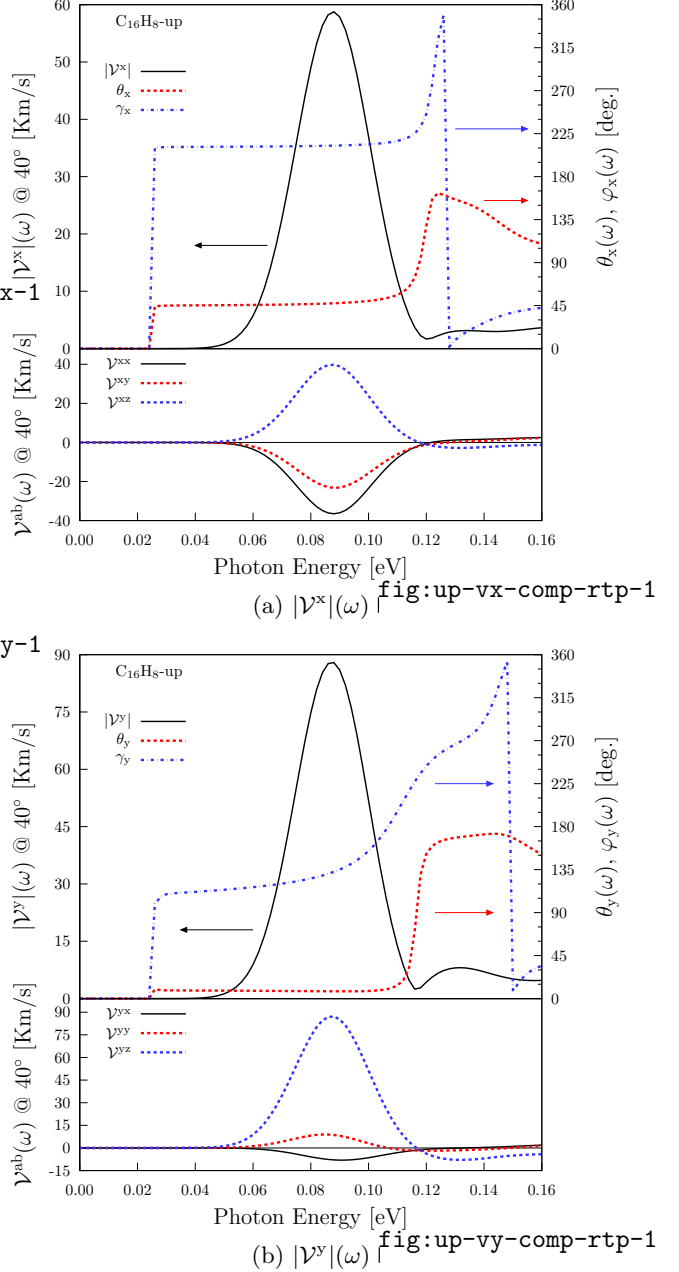 60
50
40
30
20
10
0
|𝒱ˣ|(ω) @ 40° [Km/s]
x-1
C₁₆H₈-up
|𝒱ˣ|
θₓ
γₓ
360
315
270
225
180
135
90
45
0
θₓ(ω), φₓ(ω) [deg.]
40
20
0
-20
-40
𝒱ᵃᵇ(ω) @ 40° [Km/s]
𝒱ˣˣ
𝒱ˣʸ
𝒱ˣᶻ
0.00 0.02 0.04 0.06 0.08 0.10 0.12 0.14 0.16
Photon Energy [eV]
(a) |𝒱ˣ|(ω) fig:up-vx-comp-rtp-1
y-1
90
75
60
45
30
15
0
|𝒱ʸ|(ω) @ 40° [Km/s]
C₁₆H₈-up
|𝒱ʸ|
θ_y
γ_y
360
315
270
225
180
135
90
45
0
θ_y(ω), φ_y(ω) [deg.]
90
75
60
45
30
15
0
-15
𝒱ᵃᵇ(ω) @ 40° [Km/s]
𝒱ʸˣ
𝒱ʸʸ
𝒱ʸᶻ
0.00 0.02 0.04 0.06 0.08 0.10 0.12 0.14 0.16
Photon Energy [eV]
(b) |𝒱ʸ|(ω) fig:up-vy-comp-rtp-1